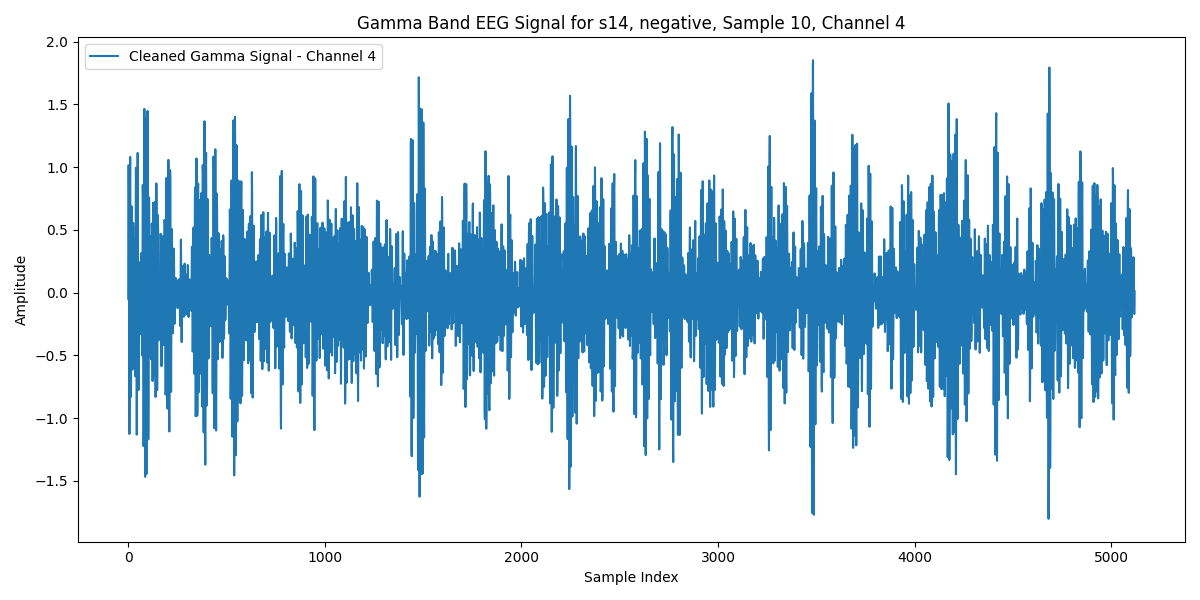 Gamma Band EEG Signal for s14, negative, Sample 10, Channel 4
Cleaned Gamma Signal - Channel 4
2.0
1.5
1.0
0.5
0.0
−0.5
−1.0
−1.5
Amplitude
0 1000 2000 3000 4000 5000
Sample Index